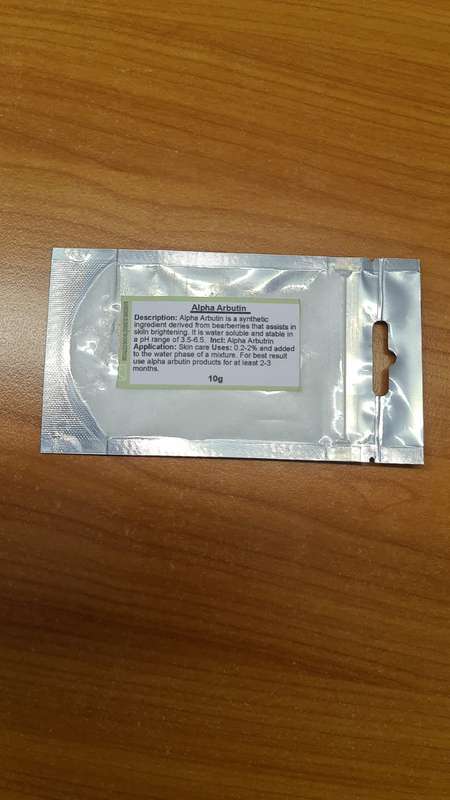 Alpha Arbutin
Description: Alpha Arbutin is a synthetic
ingredient derived from bearberries that assists in
skin brightening. It is water soluble and stable in
a pH range of 3.5-6.5. Incl: Alpha Arbutrin
Application: Skin care Uses: 0.2-2% and added
to the water phase of a mixture. For best result
use alpha arbutin products for at least 2-3
months.
10g